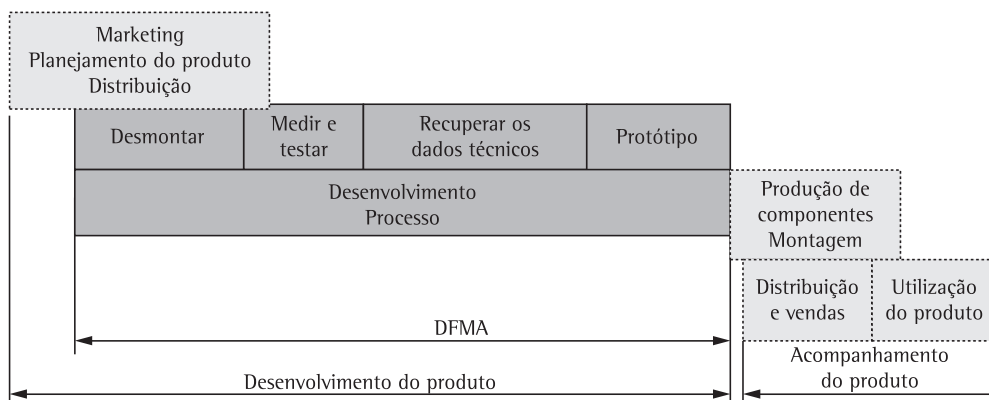 Marketing
Planejamento do produto
Distribuição
Desmontar
Medir e
testar
Recuperar os
dados técnicos
Protótipo
Desenvolvimento
Processo
Produção de
componentes
Montagem
Distribuição
e vendas
Utilização
do produto
DFMA
Acompanhamento
do produto
Desenvolvimento do produto